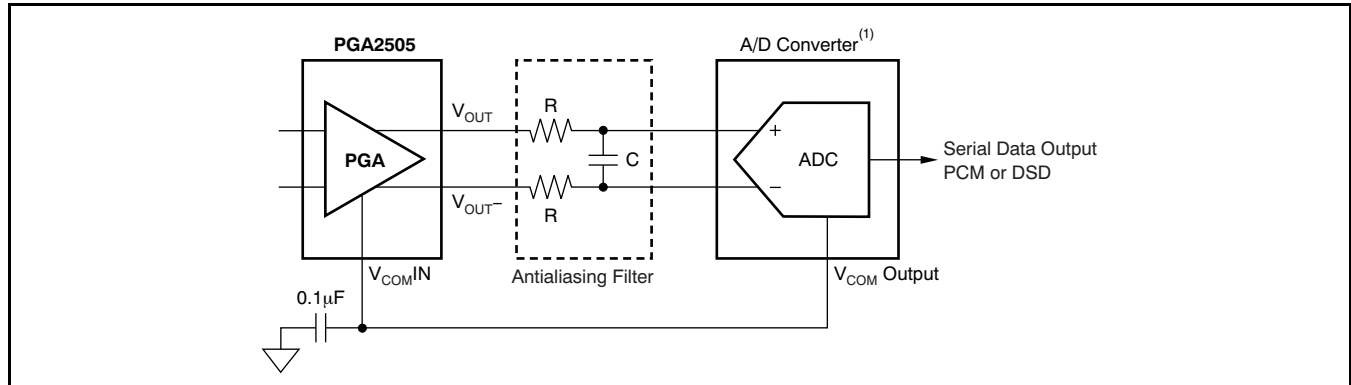 PGA2505
A/D Converter(1)
VOUT
R
PGA
C
+
ADC
−
Serial Data Output
PCM or DSD
VOUT−
R
VCOMIN
Antialiasing Filter
VCOM Output
0.1μF